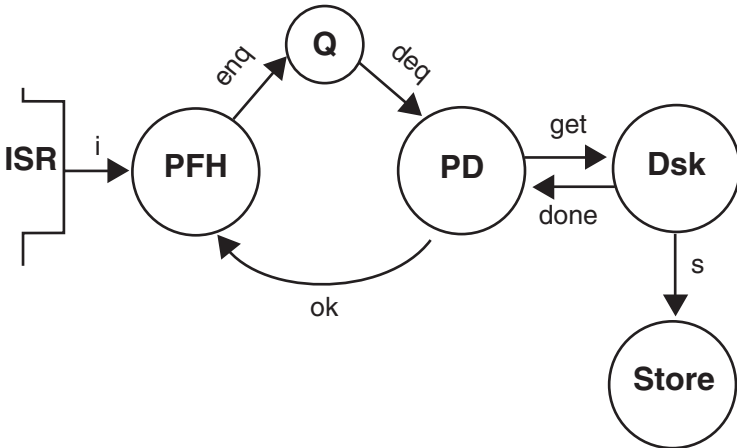 Q
enq
deq
ISR
i
PFH
PD
get
done
Dsk
ok
s
Store